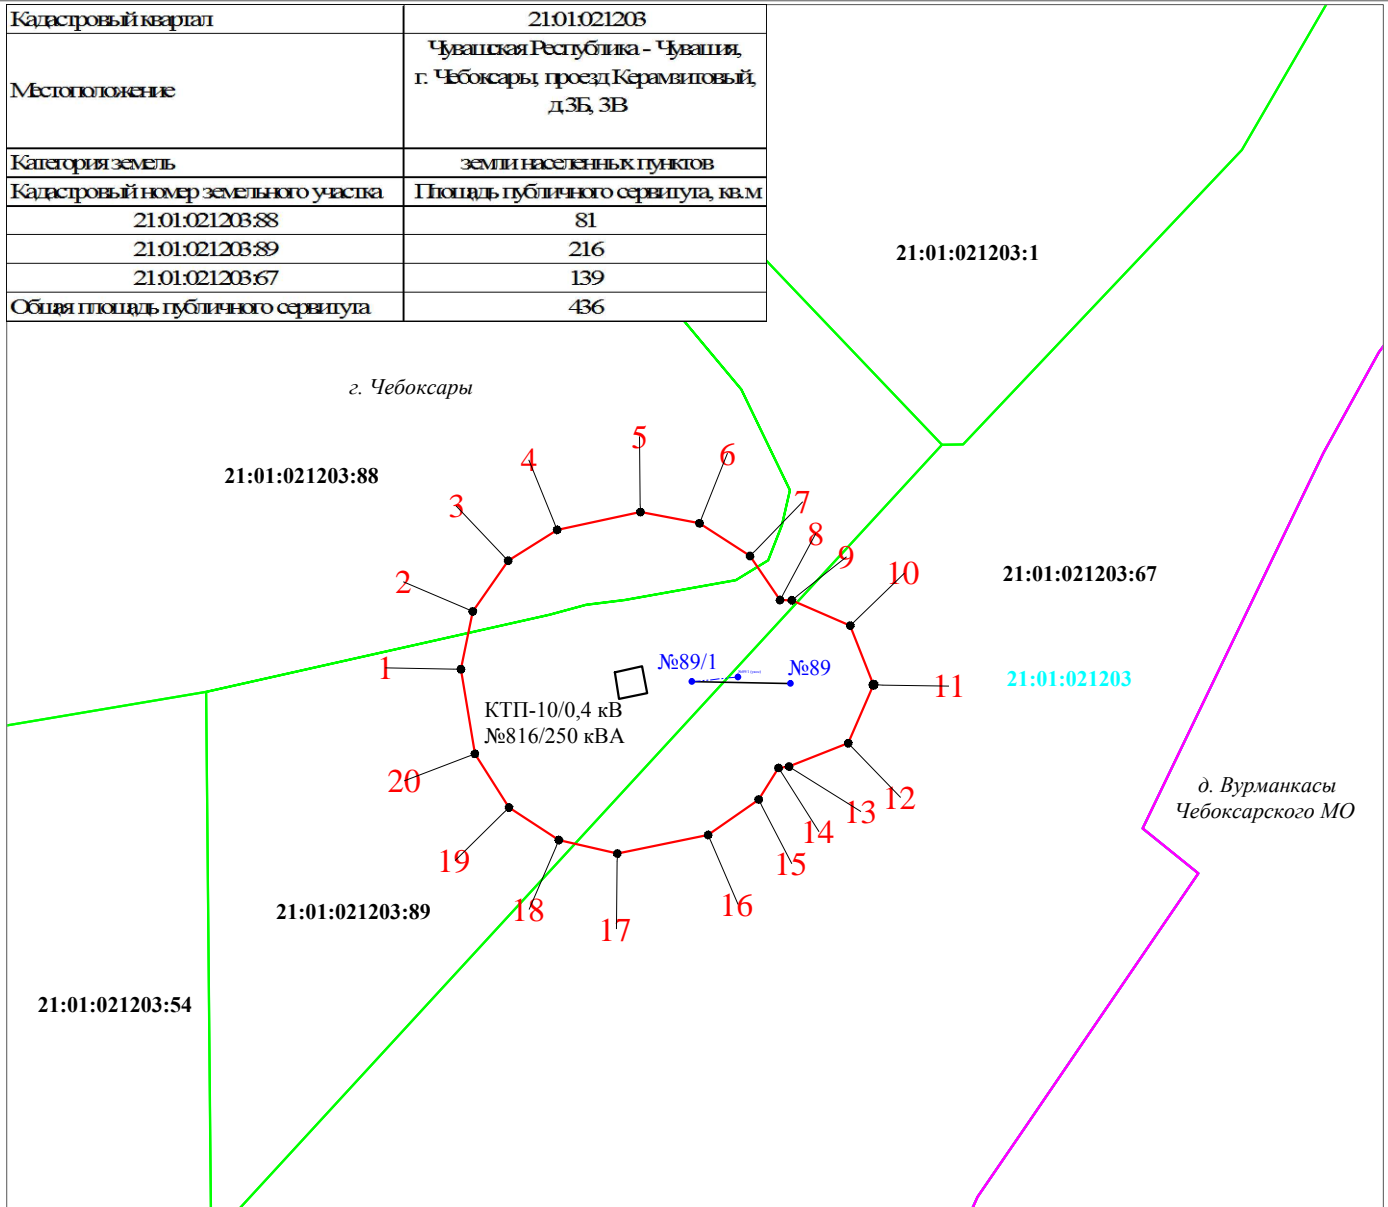 Кадастровый квартал 21:01:021203
Местоположение
Чувашская Республика - Чувашия,
г. Чебоксары, проезд Керамзитовый,
д.3Б, 3В
Категория земель земли населенных пунктов
Кадастровый номер земельного участка Площадь публичного сервитута, кв.м
21:01:021203:88 81
21:01:021203:89 216
21:01:021203:67 139
Общая площадь публичного сервитута 436
21:01:021203:1
г. Чебоксары
21:01:021203:88
5
6
4
3
7
8
9
10
2
21:01:021203:67
1
№89/1
№89
11
21:01:021203
КТП-10/0,4 кВ
№816/250 кВА
20
12
13
14
д. Вурманкасы
Чебоксарского МО
19
15
16
18
17
21:01:021203:89
21:01:021203:54